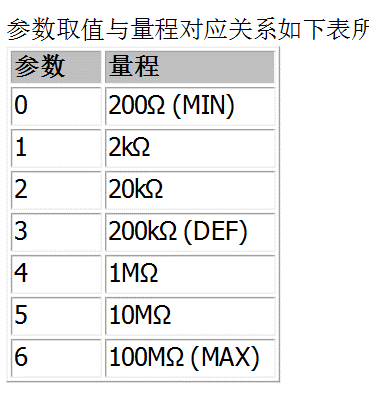 参数取值与量程对应关系如下表所
参数 量程
0 200Ω (MIN)
1 2kΩ
2 20kΩ
3 200kΩ (DEF)
4 1MΩ
5 10MΩ
6 100MΩ (MAX)